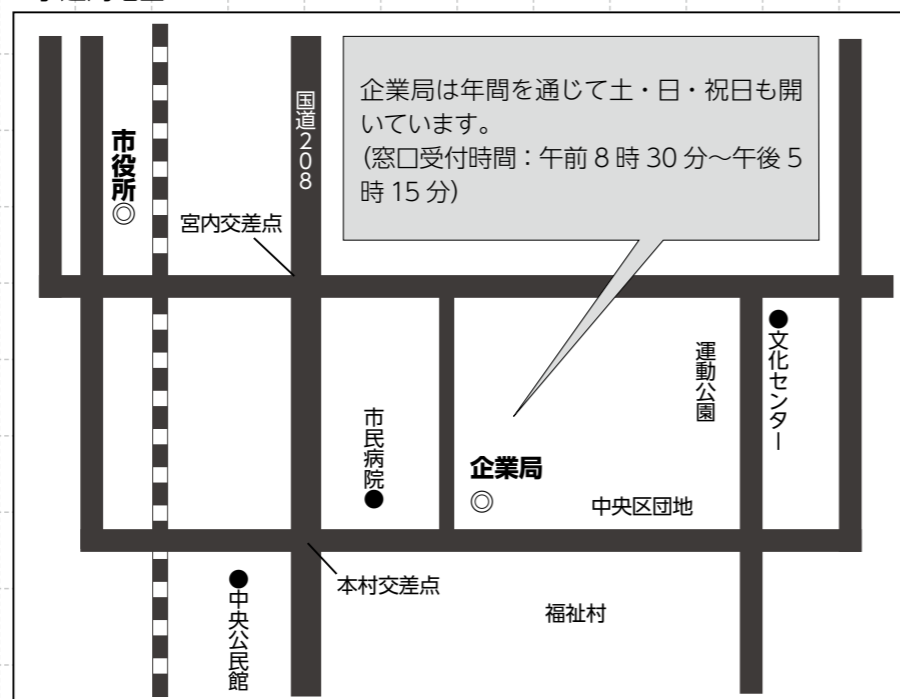 企業局は年間を通じて土・日・祝日も開
いています。
(窓口受付時間：午前 8 時 30 分～午後 5
時 15 分)
国道208
市役所
◎
宮内交差点
●文化センター
運動公園
市民病院●
企業局
◎
中央区団地
本村交差点
●中央公民館
福祉村